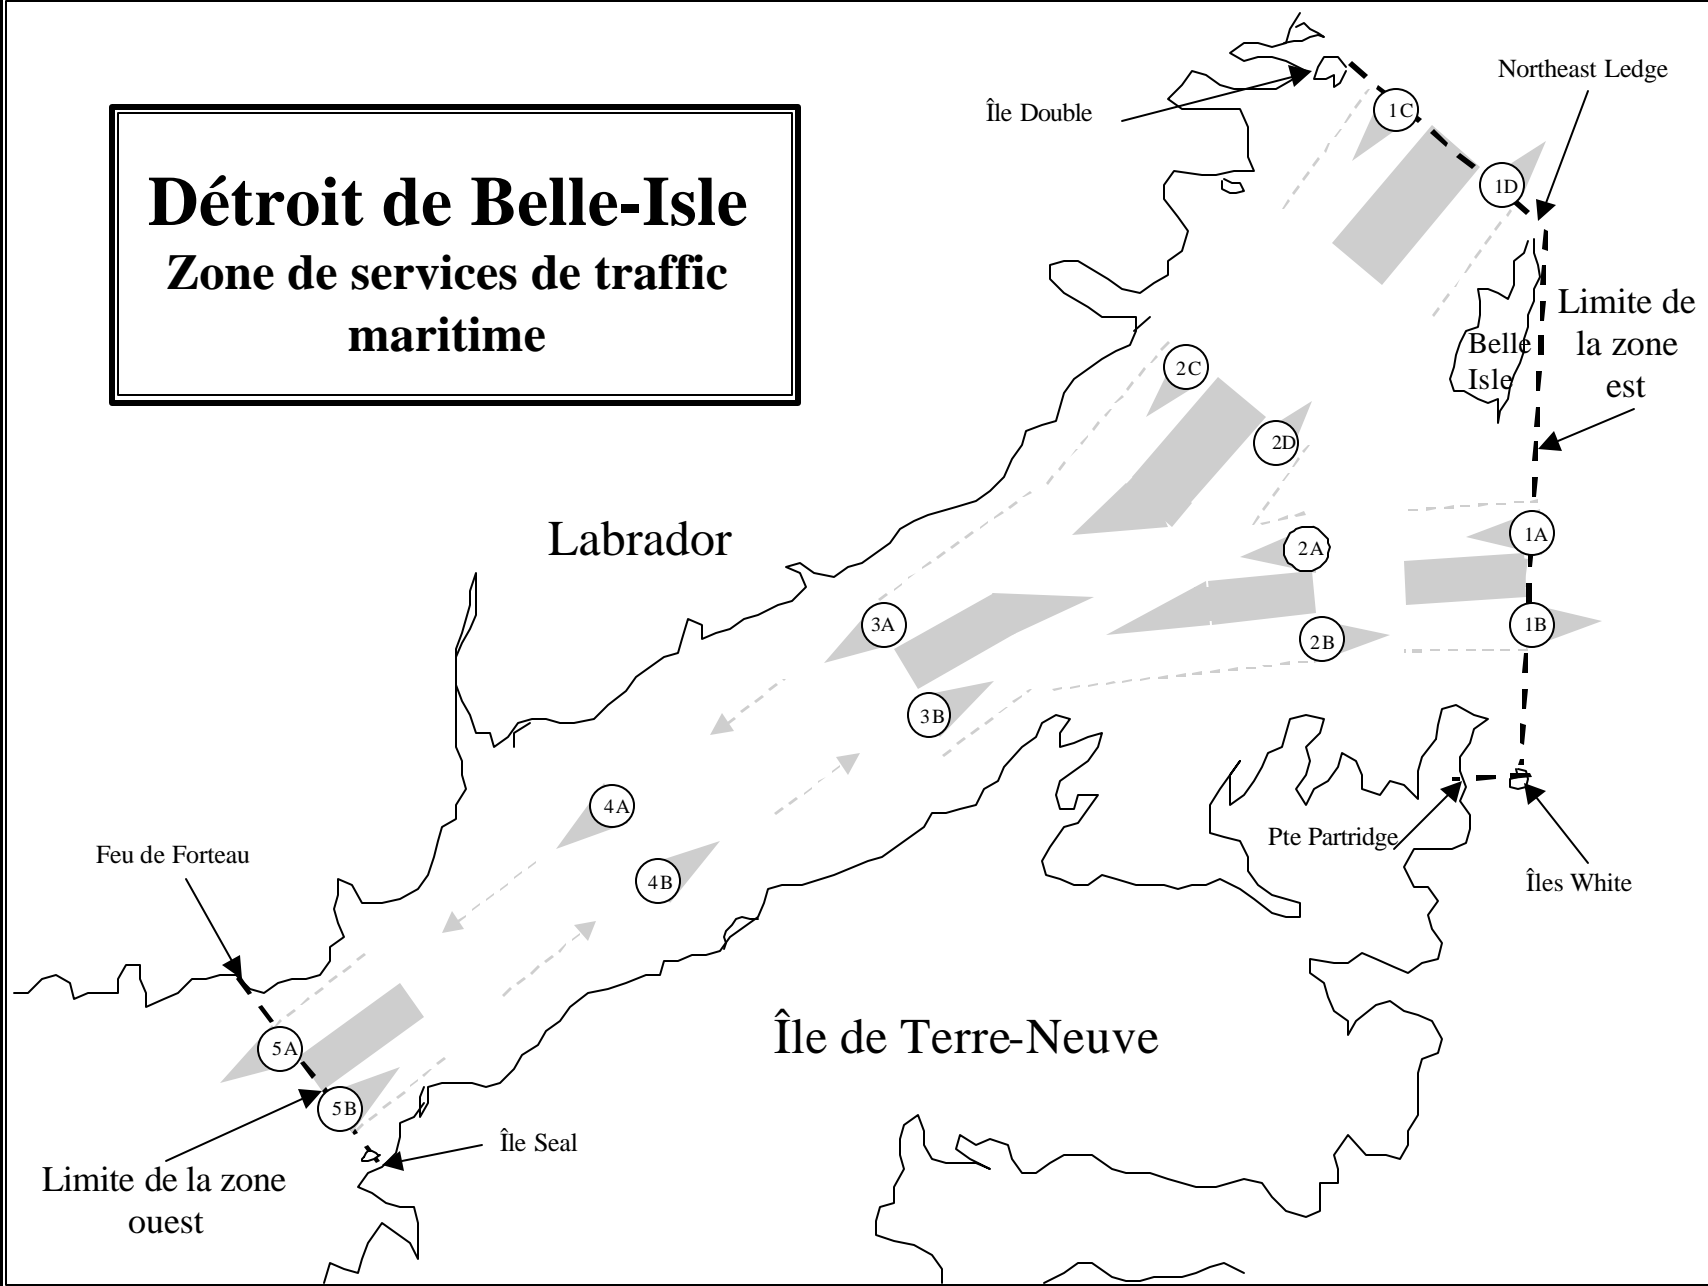 Détroit de Belle-Isle
Zone de services de traffic
maritime
Île Double
Northeast Ledge
1C
1D
Limite de
la zone
est
Belle
Isle
2C
2D
Labrador
1A
2A
3A
1B
2B
3B
4A
4B
Pte Partridge
Îles White
Feu de Forteau
Île de Terre-Neuve
5A
5B
Île Seal
Limite de la zone
ouest